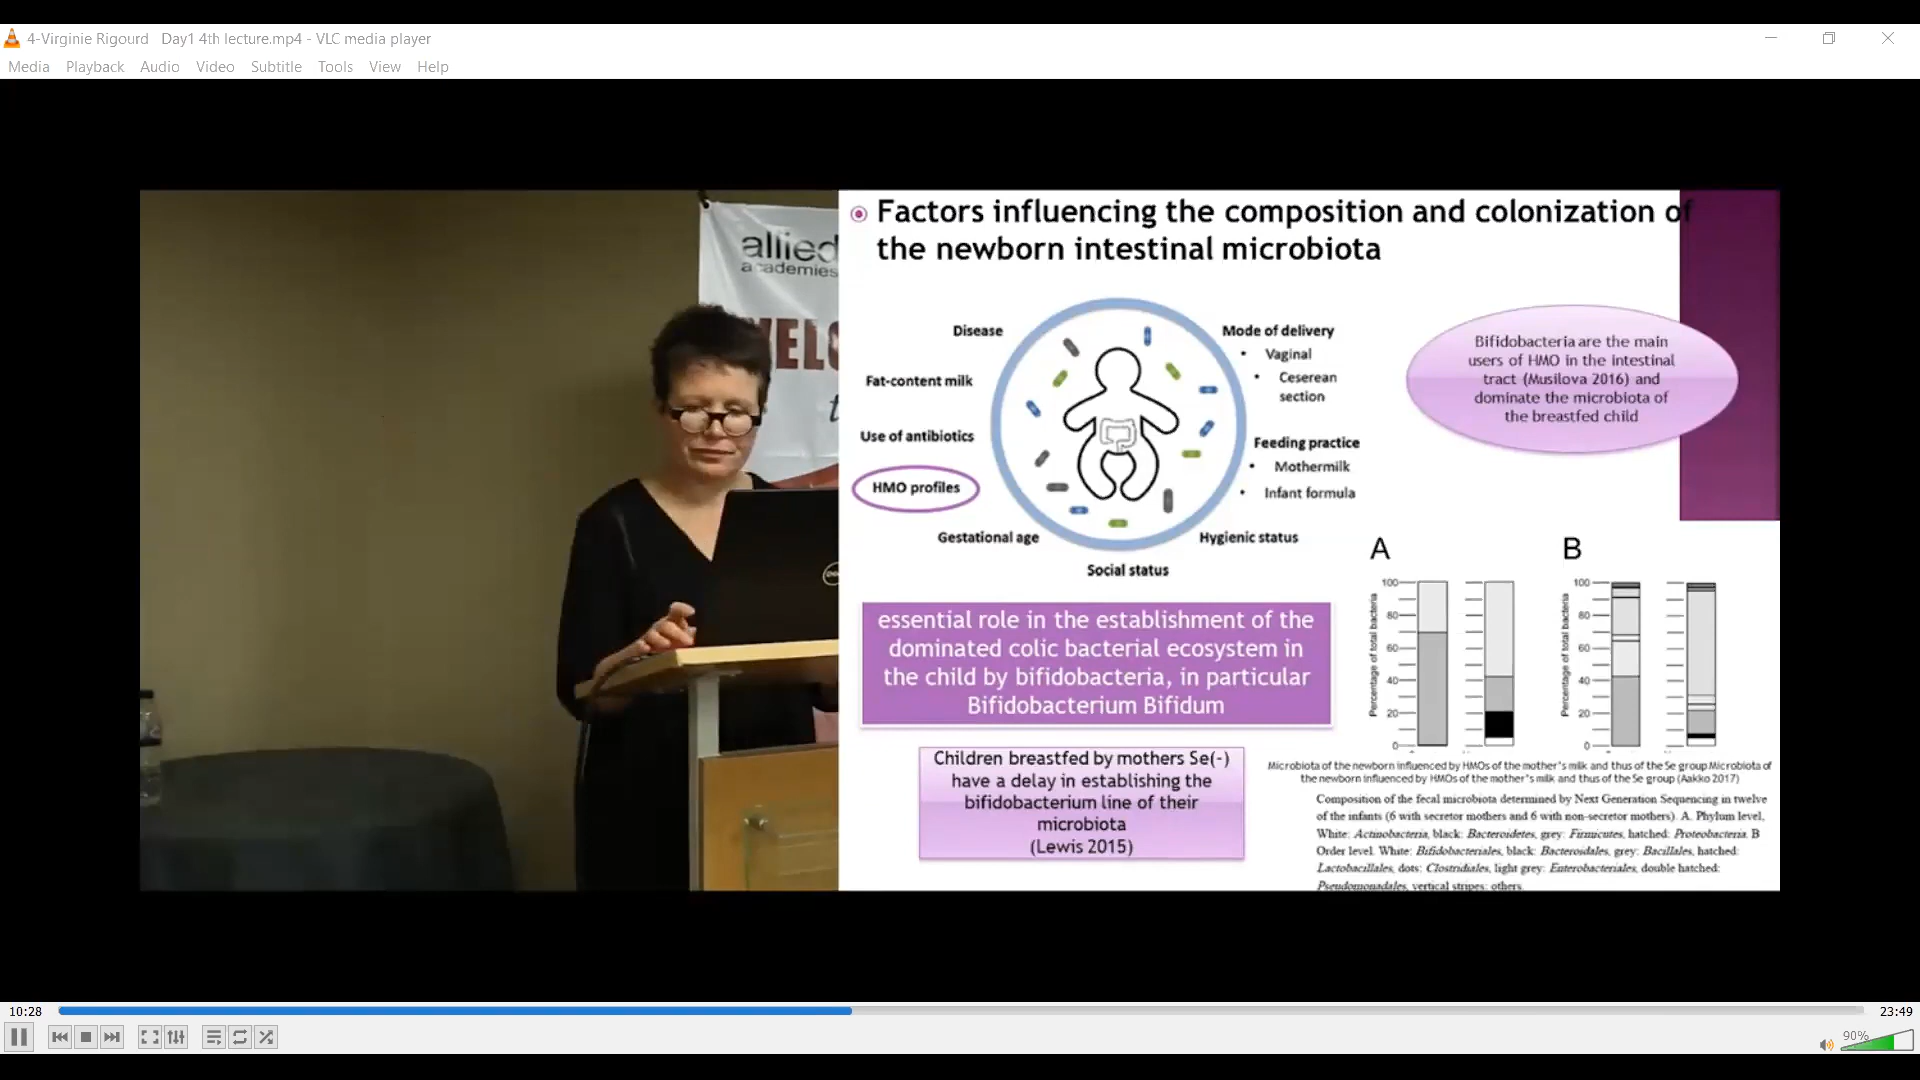 4-Virginie Rigourd   Day1 4th lecture.mp4 - VLC media player
Media Playback Audio Video Subtitle Tools View Help
allied
academies
Factors influencing the composition and colonization of
the newborn intestinal microbiota
Disease
Fat-content milk
Use of antibiotics
HMO profiles
Gestational age
Social status
Mode of delivery
• Vaginal
• Ceserean
section
Feeding practice
• Mothermilk
• Infant formula
Hygienic status
Bifidobacteria are the main
users of HMO in the intestinal
tract (Musilova 2016) and
dominate the microbiota of
the breastfed child
essential role in the establishment of the
dominated colic bacterial ecosystem in
the child by bifidobacteria, in particular
Bifidobacterium Bifidum
Children breastfed by mothers Se(-)
have a delay in establishing the
bifidobacterium line of their
microbiota
(Lewis 2015)
A
Percentage of total bacteria
100
80
60
40
20
0
B
Percentage of total bacteria
100
80
60
40
20
0
Microbiota of the newborn influenced by HMOs of the mother's milk and thus of the Se group Microbiota of
the newborn influenced by HMOs of the mother's milk and thus of the Se group (Aakko 2017)
Composition of the fecal microbiota determined by Next Generation Sequencing in twelve
of the infants (6 with secretor mothers and 6 with non-secretor mothers). A. Phylum level,
White: Actinobacteria, black: Bacteroidetes, grey: Firmicutes, hatched: Proteobacteria. B
Order level. White: Bifidobacteriales, black: Bacteroidales, grey: Bacillales, hatched:
Lactobacillales, dots: Clostridiales, light grey: Enterobacteriales, double hatched:
Pseudomonadales, vertical stripes: others.
10:28
23:49
90%